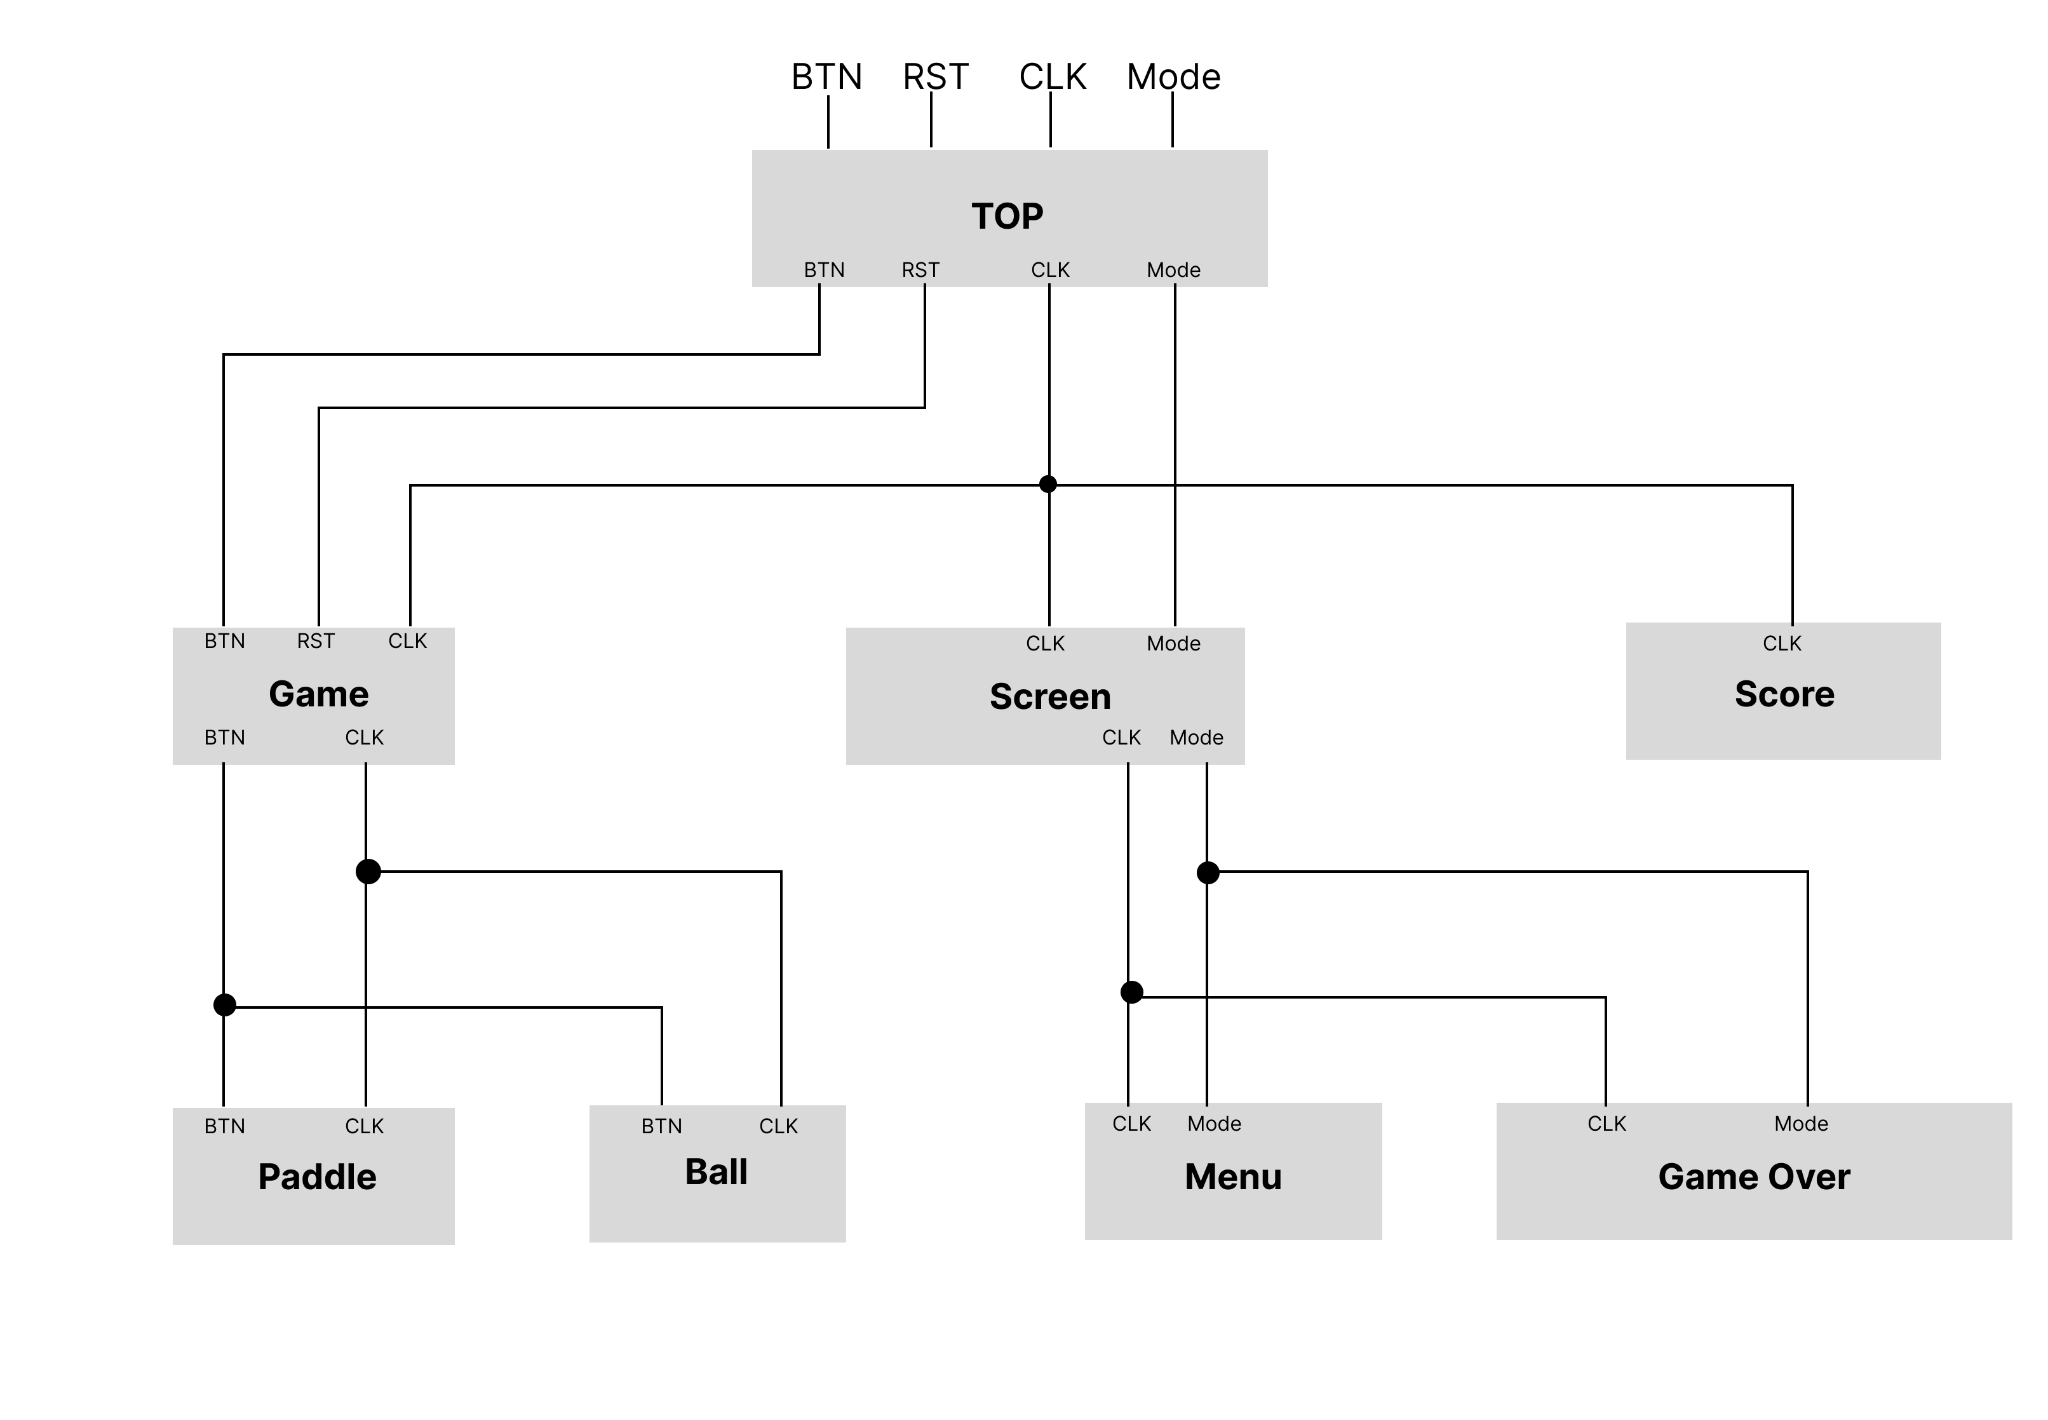 BTN RST CLK Mode
TOP
BTN RST CLK Mode
BTN RST CLK
Game
BTN CLK
CLK Mode
Screen
CLK Mode
CLK
Score
BTN CLK
Paddle
BTN CLK
Ball
CLK Mode
Menu
CLK Mode
Game Over